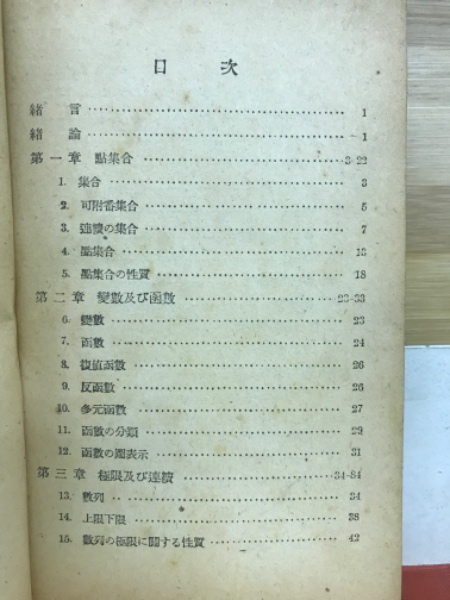 目 次
緒 言 1
緒 論 1
第一章 點集合 3-22
1. 集合 3
2. 可附番集合 5
3. 連續の集合 7
4. 點集合 13
5. 點集合の性質 18
第二章 變數及び函數 23-33
6. 變數 23
7. 函數 24
8. 複値函數 26
9. 反函數 26
10. 多元函數 27
11. 函數の分類 29
12. 函數の圖表示 31
第三章 極限及び連續 34-84
13. 數列 34
14. 上限下限 38
15. 數列の極限に關する性質 42